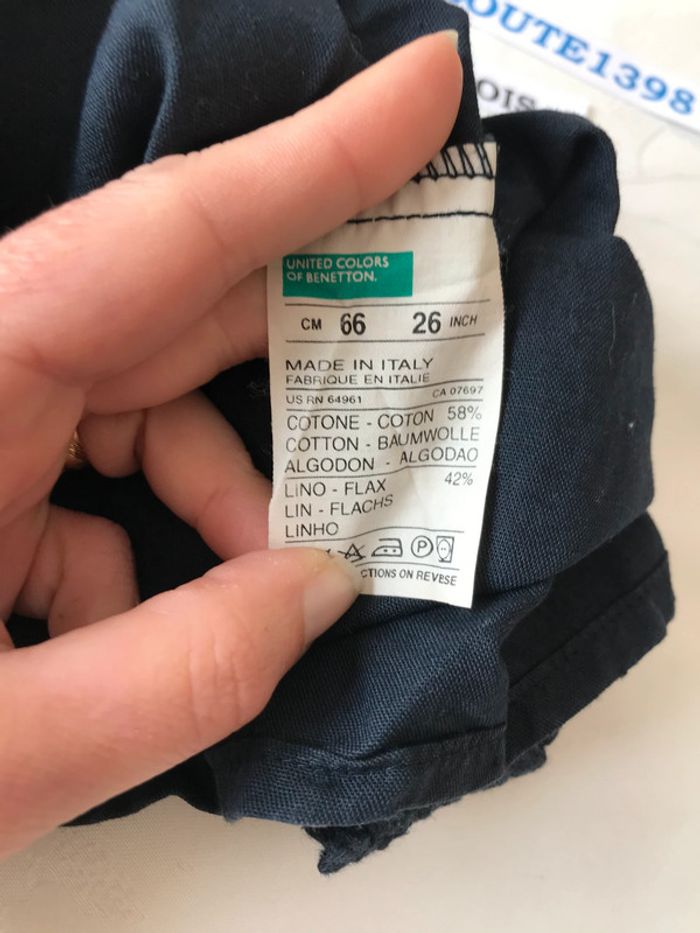 OUTE1398
OIS
UNITED COLORS
OF BENETTON.
CM 66 26 INCH
MADE IN ITALY
FABRIQUE EN ITALIE
US RN 64961 CA 07697
COTONE - COTON 58%
COTTON - BAUMWOLLE
ALGODON - ALGODAO
LINO - FLAX 42%
LIN - FLACHS
LINHO
P
CTIONS ON REVESE